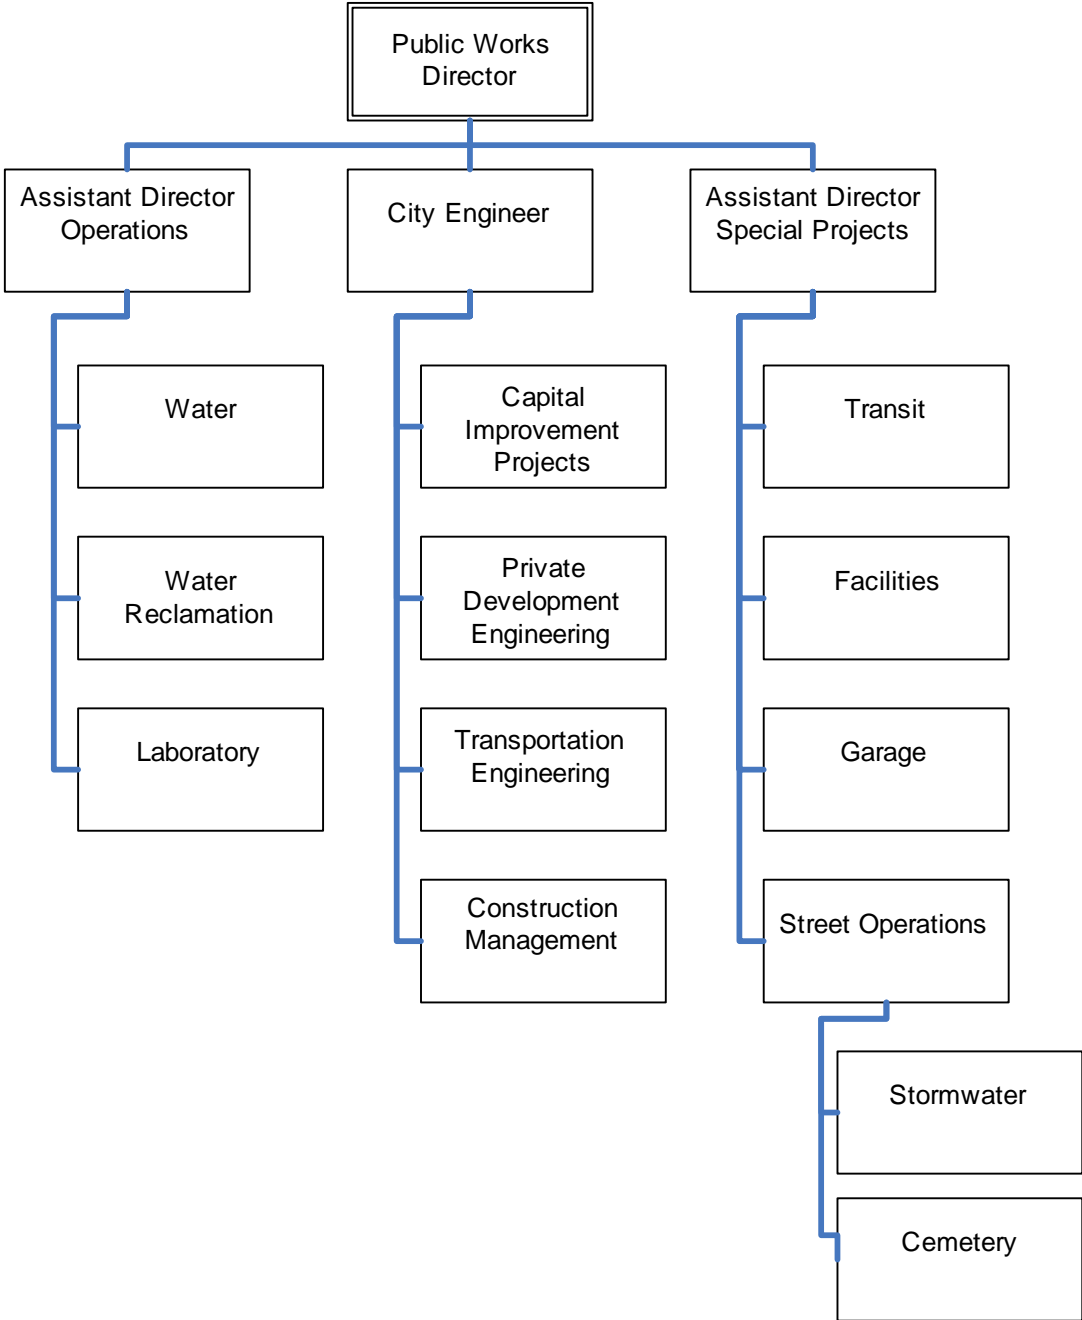 Public Works
Director
Assistant Director
Operations
City Engineer
Assistant Director
Special Projects
Water
Capital
Improvement
Projects
Transit
Water
Reclamation
Private
Development
Engineering
Facilities
Laboratory
Transportation
Engineering
Garage
Construction
Management
Street Operations
Stormwater
Cemetery